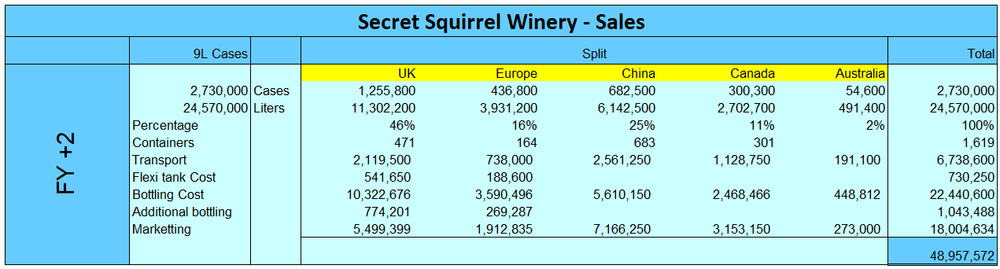 Secret Squirrel Winery - Sales
9L Cases Split Total
UK Europe China Canada Australia
2,730,000 Cases 1,255,800 436,800 682,500 300,300 54,600 2,730,000
24,570,000 Liters 11,302,200 3,931,200 6,142,500 2,702,700 491,400 24,570,000
Percentage 46% 16% 25% 11% 2% 100%
Containers 471 164 683 301 1,619
Transport 2,119,500 738,000 2,561,250 1,128,750 191,100 6,738,600
Flexi tank Cost 541,650 188,600 730,250
Bottling Cost 10,322,676 3,590,496 5,610,150 2,468,466 448,812 22,440,600
Additional bottling 774,201 269,287 1,043,488
Marketting 5,499,399 1,912,835 7,166,250 3,153,150 273,000 18,004,634
48,957,572
FY +2